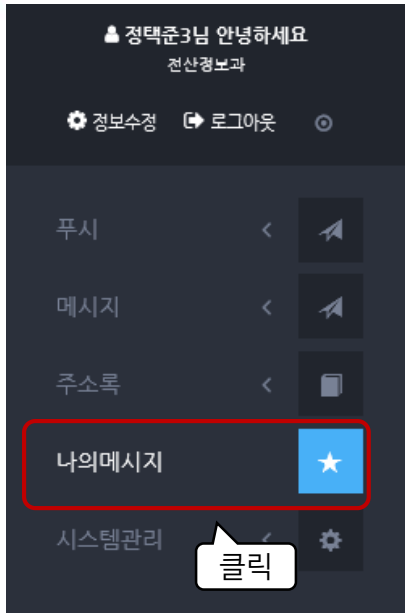 정택준3님 안녕하세요
전산정보과
정보수정 로그아웃
푸시
메시지
주소록
나의메시지
시스템관리
클릭